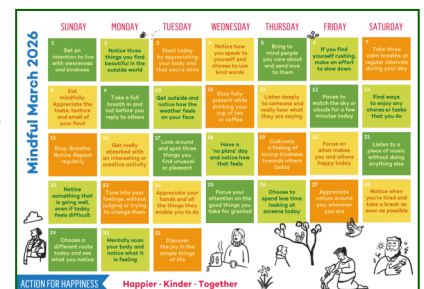 Mindful March 2026
SUNDAY MONDAY TUESDAY WEDNESDAY THURSDAY FRIDAY SATURDAY
1
Set an
intention to live
with awareness
and kindness
2
Notice three
things you find
beautiful in the
outside world
3
Start today
by appreciating
your body and
that you're alive
4
Notice how
you speak to
yourself and
choose to use
kind words
5
Bring to
mind people
you care about
and send love
to them
6
If you find
yourself rushing,
make an effort
to slow down
7
Take three
calm breaths at
regular intervals
during your day
8
Eat
mindfully.
Appreciate the
taste, texture
and smell of
your food
9
Take a full
breath in and
out before you
reply to others
10
Get outside and
notice how the
weather feels
on your face
11
Stay fully
present while
drinking your
cup of tea
or coffee
12
Listen deeply
to someone and
really hear what
they are saying
13
Pause to
watch the sky or
clouds for a few
minutes today
14
Find ways
to enjoy any
chores or tasks
that you do
15
Stop. Breathe.
Notice. Repeat
regularly
16
Get really
absorbed with
an interesting or
creative activity
17
Look around
and spot three
things you find
unusual or
pleasant
18
Have a
'no plans' day
and notice how
that feels
19
Cultivate
a feeling of
loving-kindness
towards others
today
20
Focus on
what makes
you and others
happy today
21
Listen to a
piece of music
without doing
anything else
22
Notice
something that
is going well,
even if today
feels difficult
23
Tune into your
feelings, without
judging or trying
to change them
24
Appreciate your
hands and all
the things they
enable you to do
25
Focus your
attention on the
good things you
take for granted
26
Choose to
spend less time
looking at
screens today
27
Appreciate
nature around
you, wherever
you are
28
Notice when
you're tired and
take a break as
soon as possible
29
Choose a
different route
today and see
what you notice
30
Mentally scan
your body and
notice what it
is feeling
31
Discover
the joy in the
simple things
of life
ACTION FOR HAPPINESS
Happier · Kinder · Together